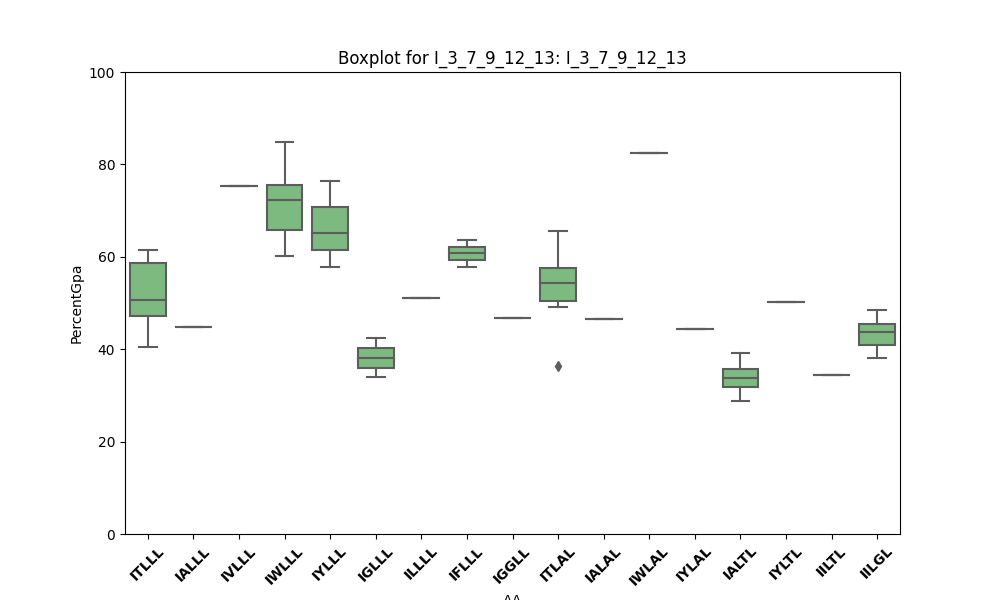 Boxplot for I_3_7_9_12_13: I_3_7_9_12_13
100
80
60
40
20
0
PercentGpa
ITLLL
IALLL
IVLLL
IWLLL
IYLLL
IGLLL
ILLLL
IFLLL
IGGLL
ITLAL
IALAL
IWLAL
IYLAL
IALTL
IYLTL
IILTL
IILGL
AA